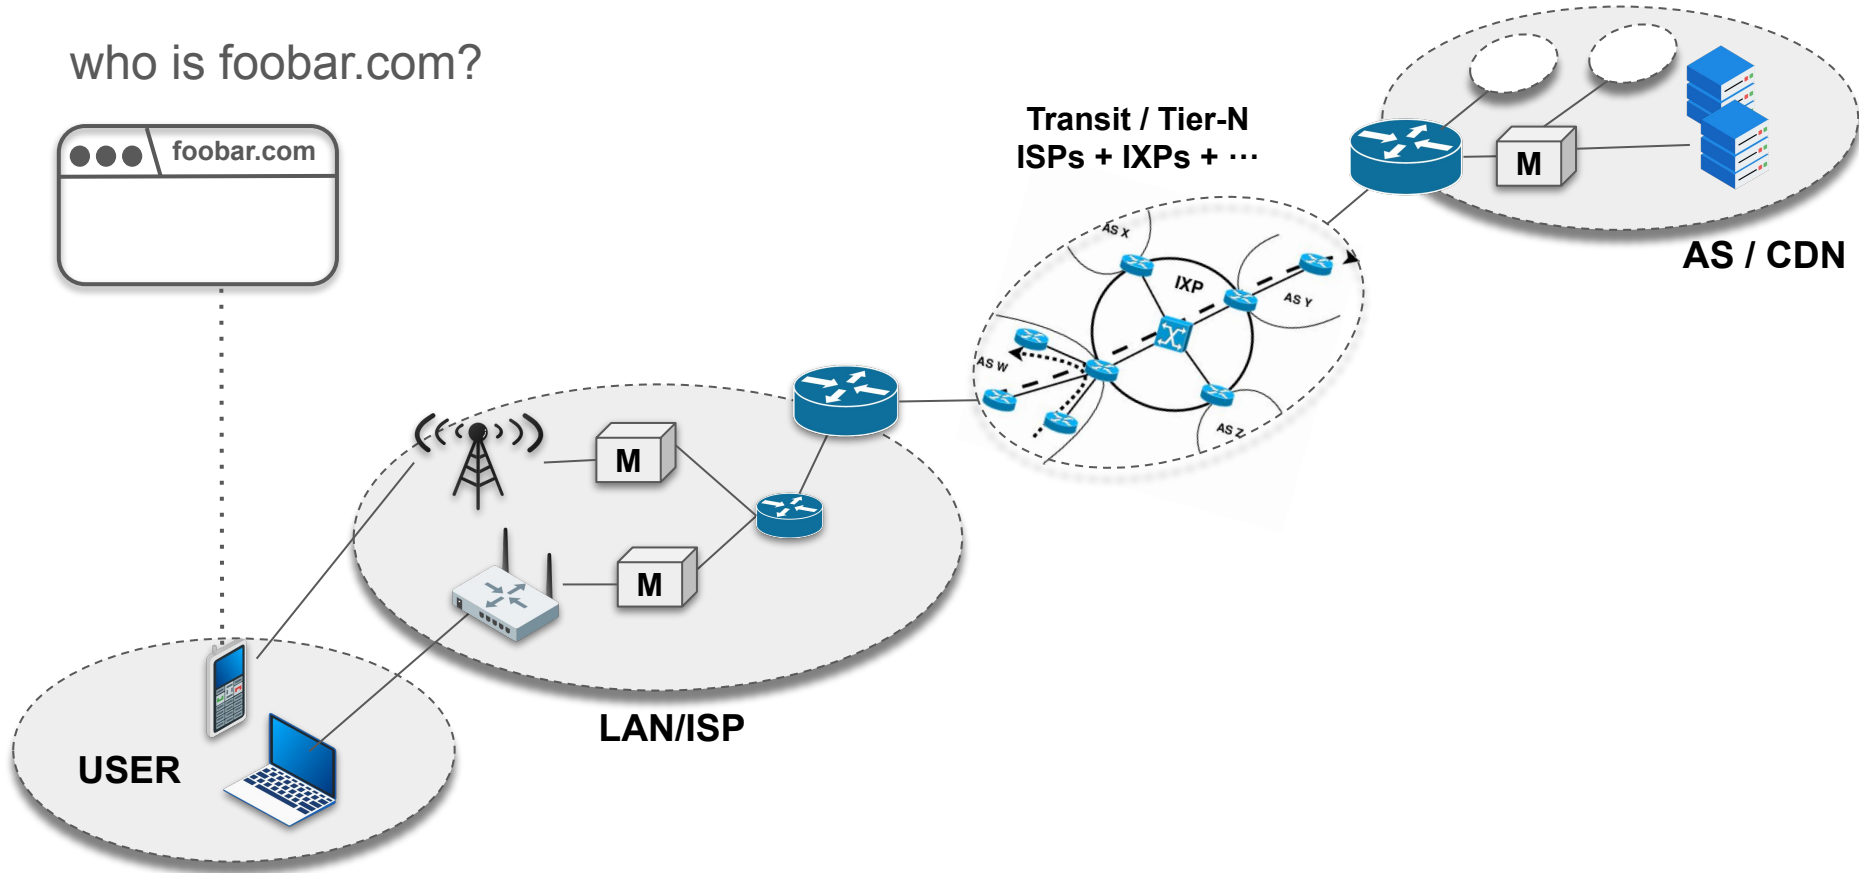 who is foobar.com?
foobar.com
Transit / Tier-N
ISPs + IXPs + ...
M
AS / CDN
AS X
IXP
AS Y
AS W
AS Z
M
M
LAN/ISP
USER